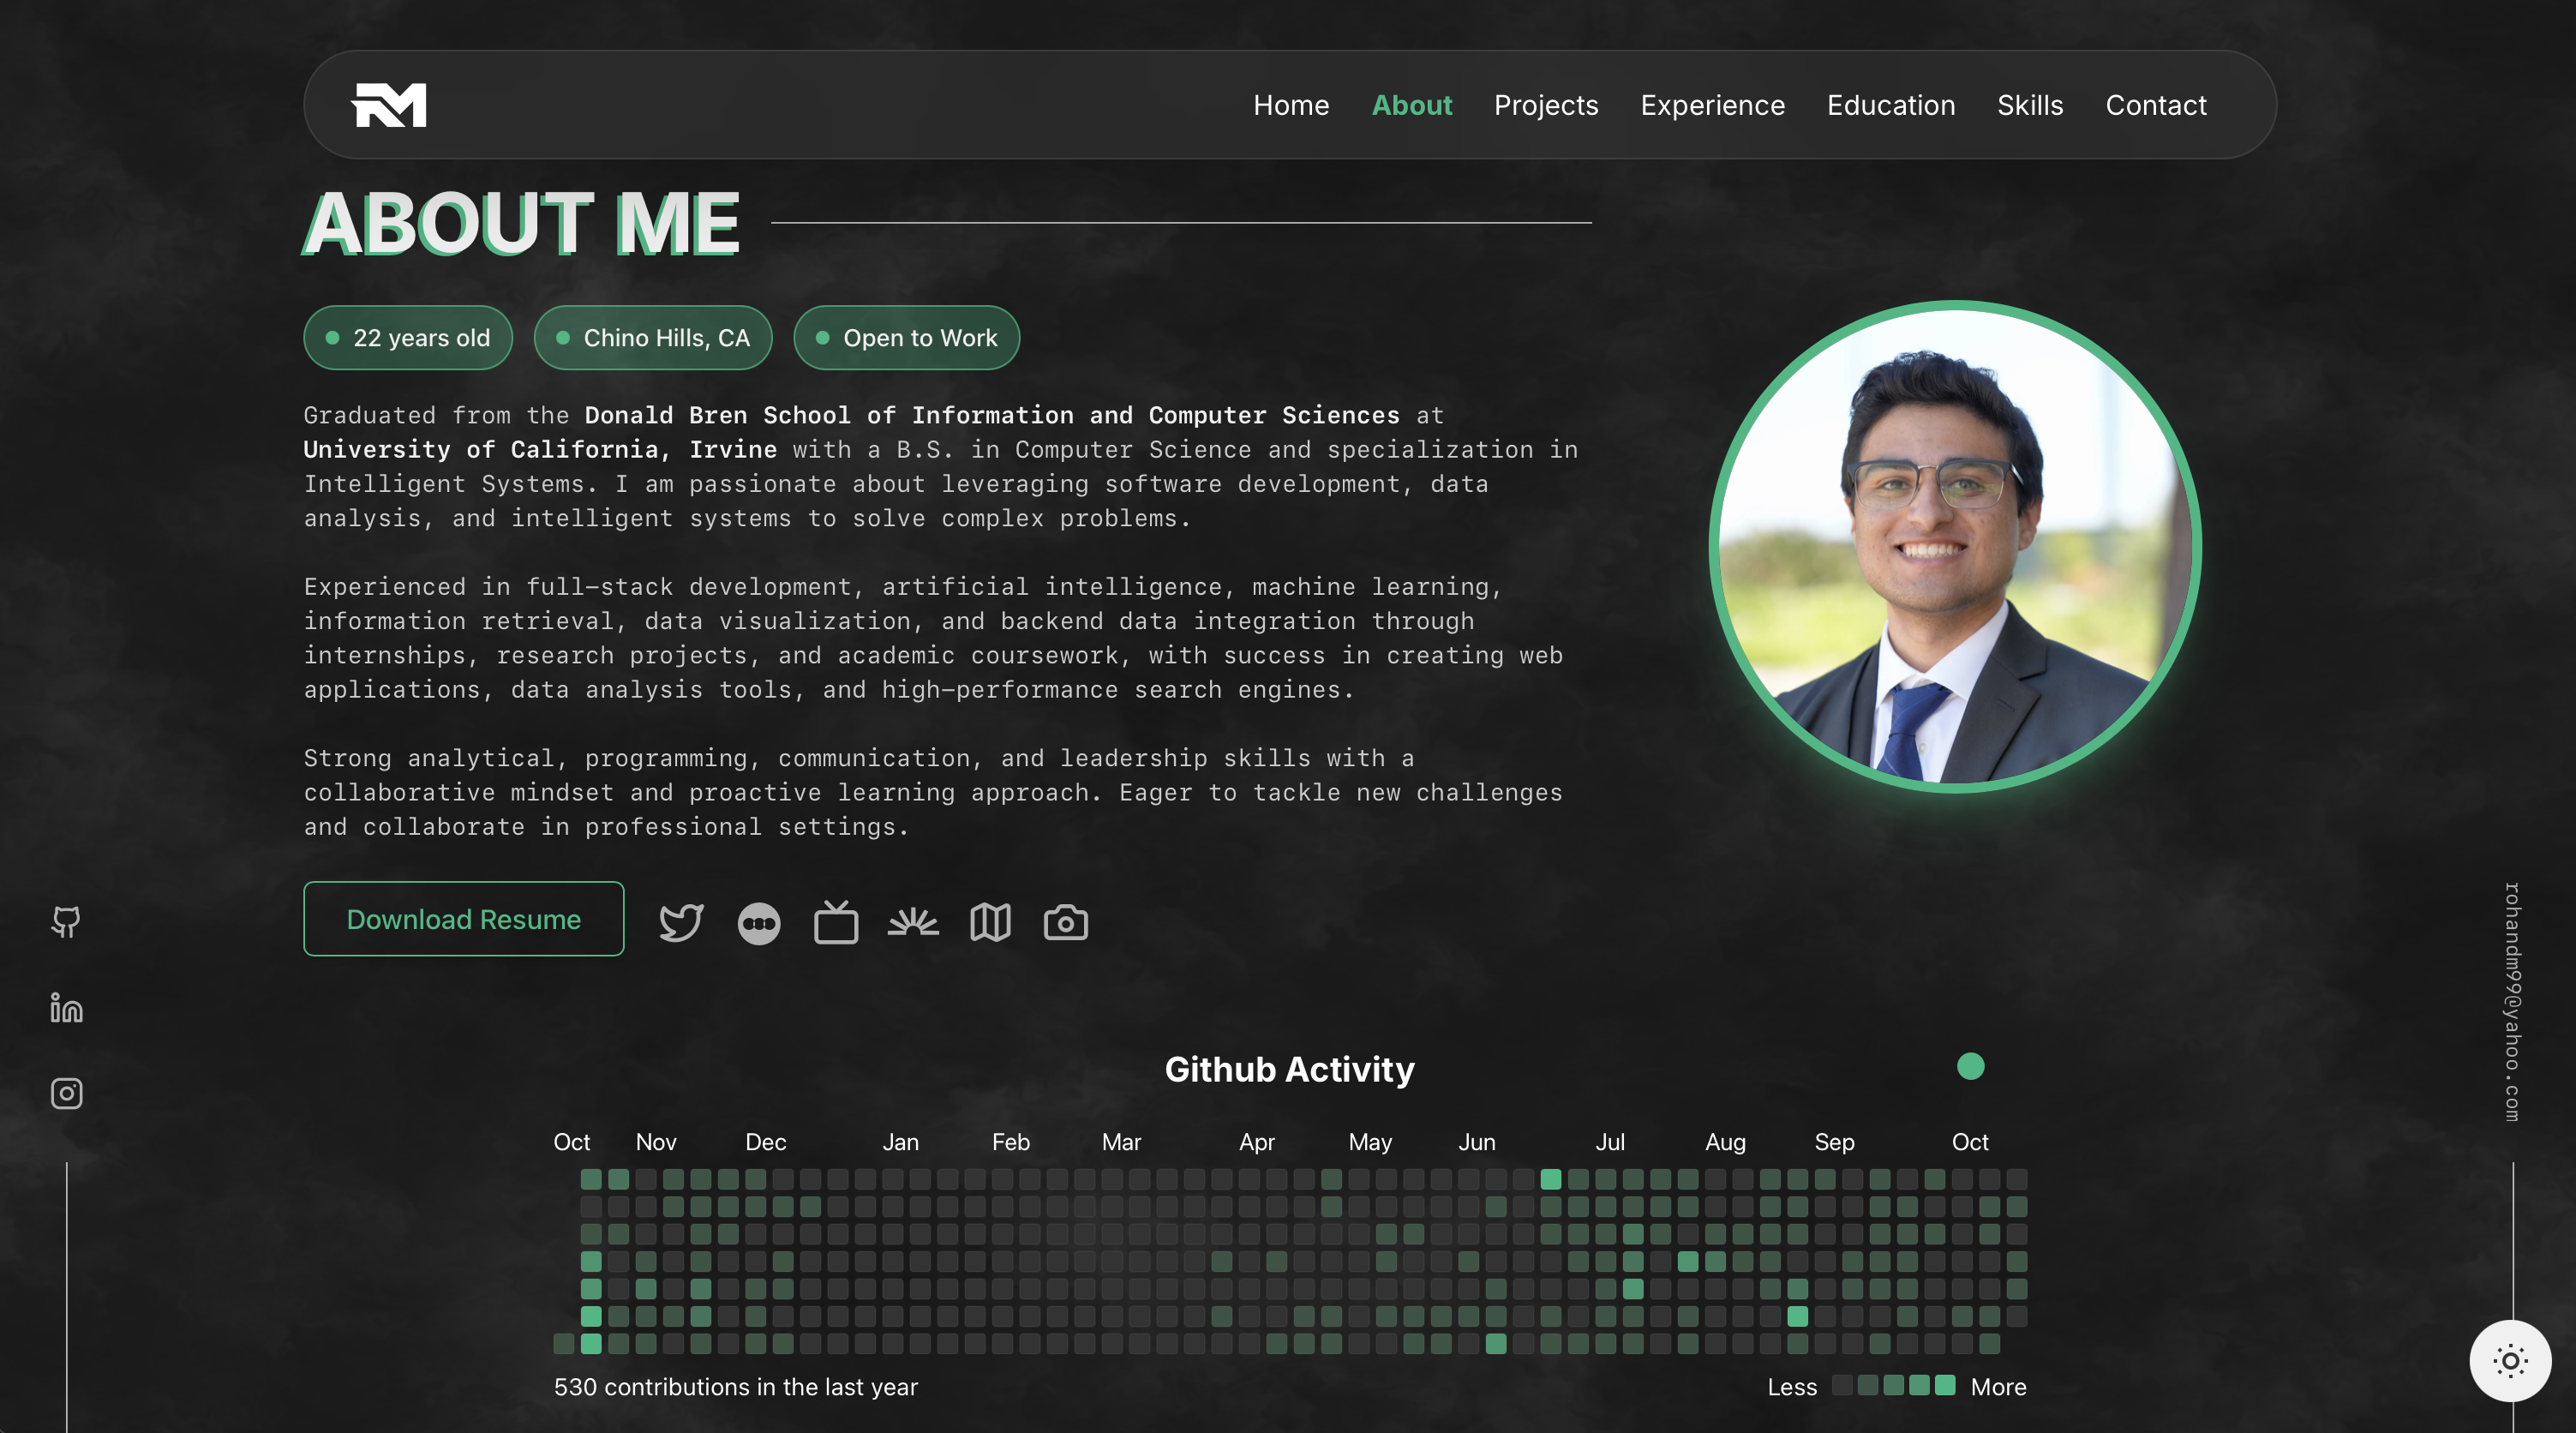 RM
Home About Projects Experience Education Skills Contact
ABOUT ME
22 years old Chino Hills, CA Open to Work
Graduated from the Donald Bren School of Information and Computer Sciences at
University of California, Irvine with a B.S. in Computer Science and specialization in
Intelligent Systems. I am passionate about leveraging software development, data
analysis, and intelligent systems to solve complex problems.
Experienced in full-stack development, artificial intelligence, machine learning,
information retrieval, data visualization, and backend data integration through
internships, research projects, and academic coursework, with success in creating web
applications, data analysis tools, and high-performance search engines.
Strong analytical, programming, communication, and leadership skills with a
collaborative mindset and proactive learning approach. Eager to tackle new challenges
and collaborate in professional settings.
Download Resume
rohandm99@yahoo.com
Github Activity
Oct Nov Dec Jan Feb Mar Apr May Jun Jul Aug Sep Oct
530 contributions in the last year
Less More